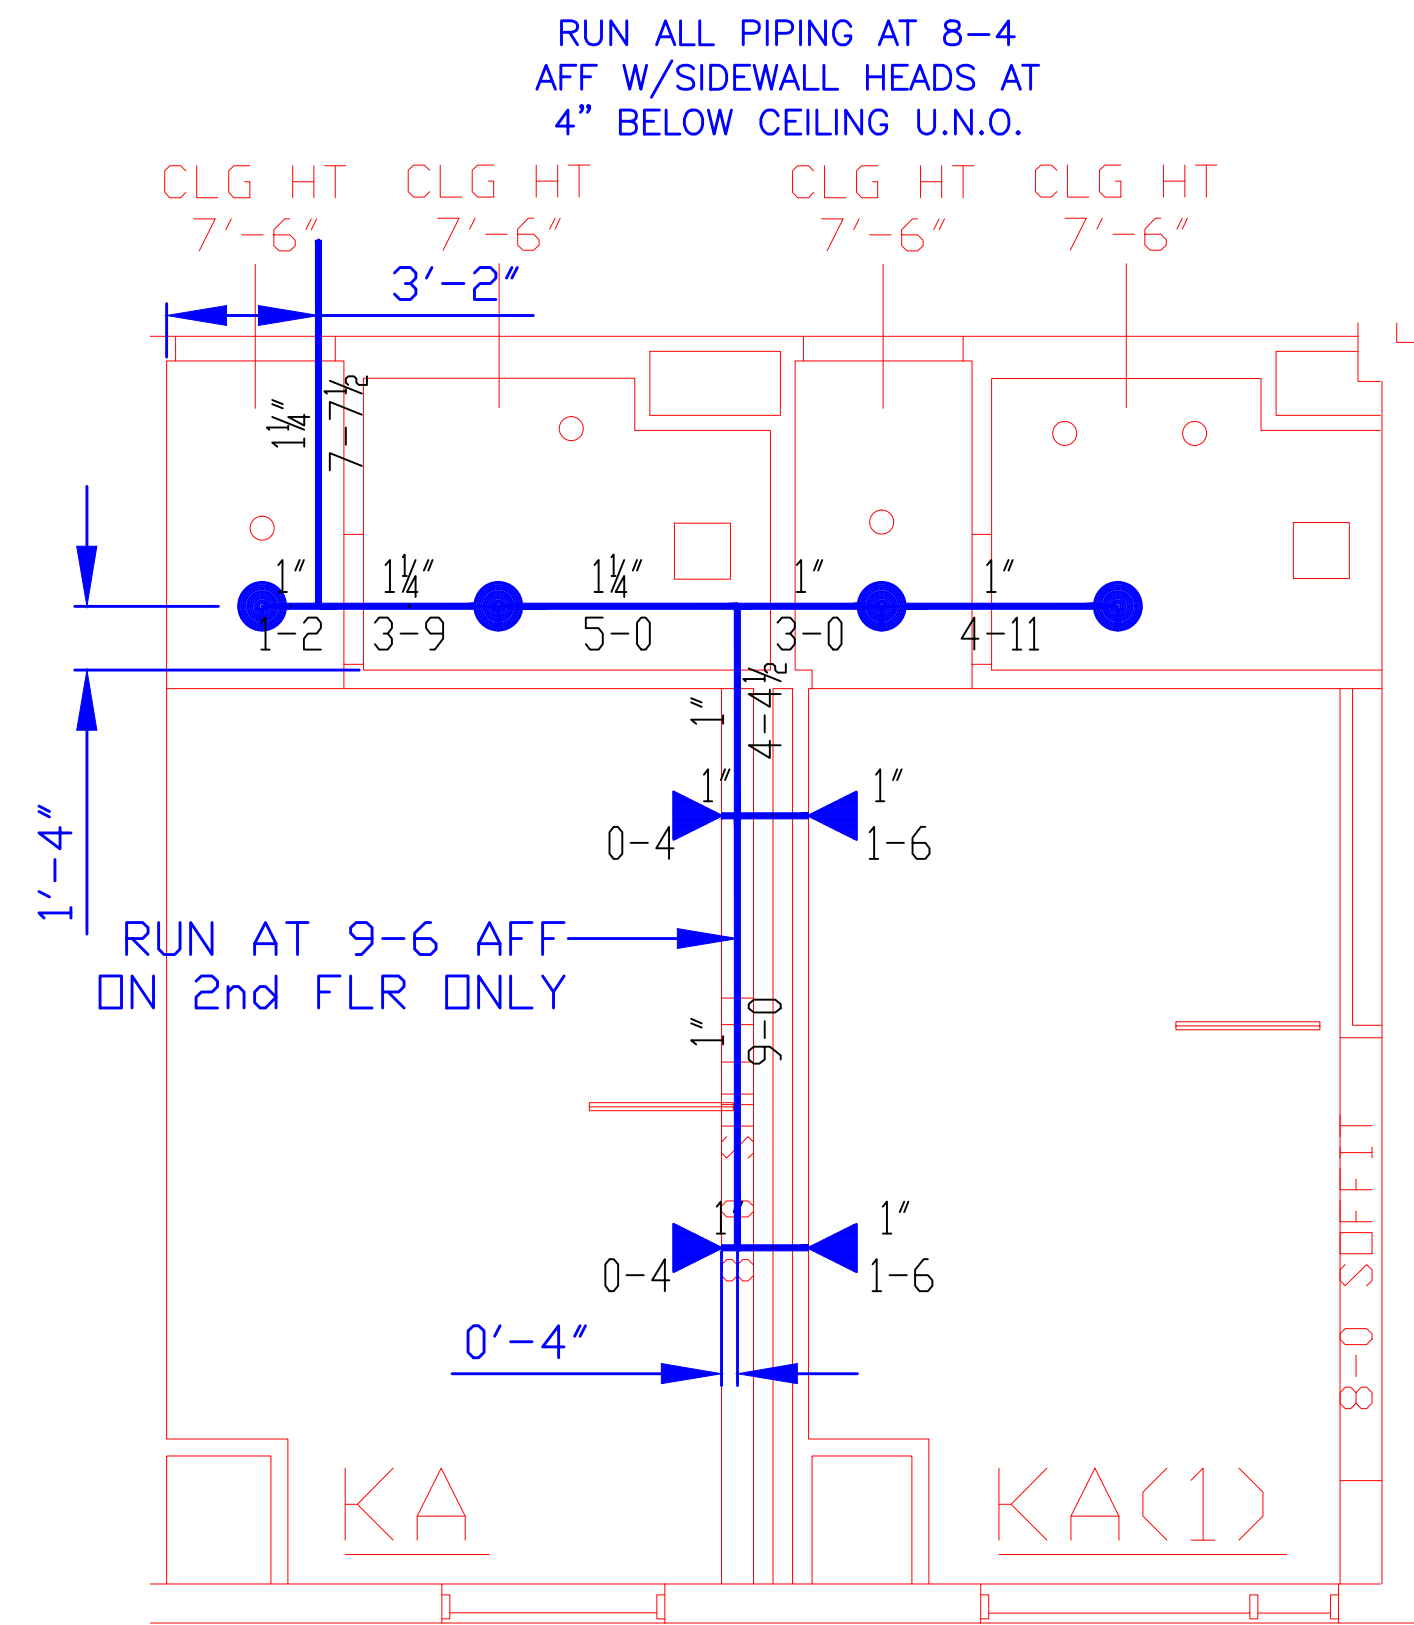 RUN ALL PIPING AT 8-4
AFF W/SIDEWALL HEADS AT
4" BELOW CEILING U.N.O.
CLG HT
7'-6"
CLG HT
7'-6"
CLG HT
7'-6"
CLG HT
7'-6"
3'-2"
1¼"
7-7½
1"
1-2
1¼"
3-9
1¼"
5-0
1"
3-0
1"
4-11
1"
4-4½
1"
0-4
1"
1-6
1'-4"
RUN AT 9-6 AFF
ON 2nd FLR ONLY
1"
9-0
1"
0-4
1"
1-6
8-0 SOFFIT
0'-4"
KA
KA(1)